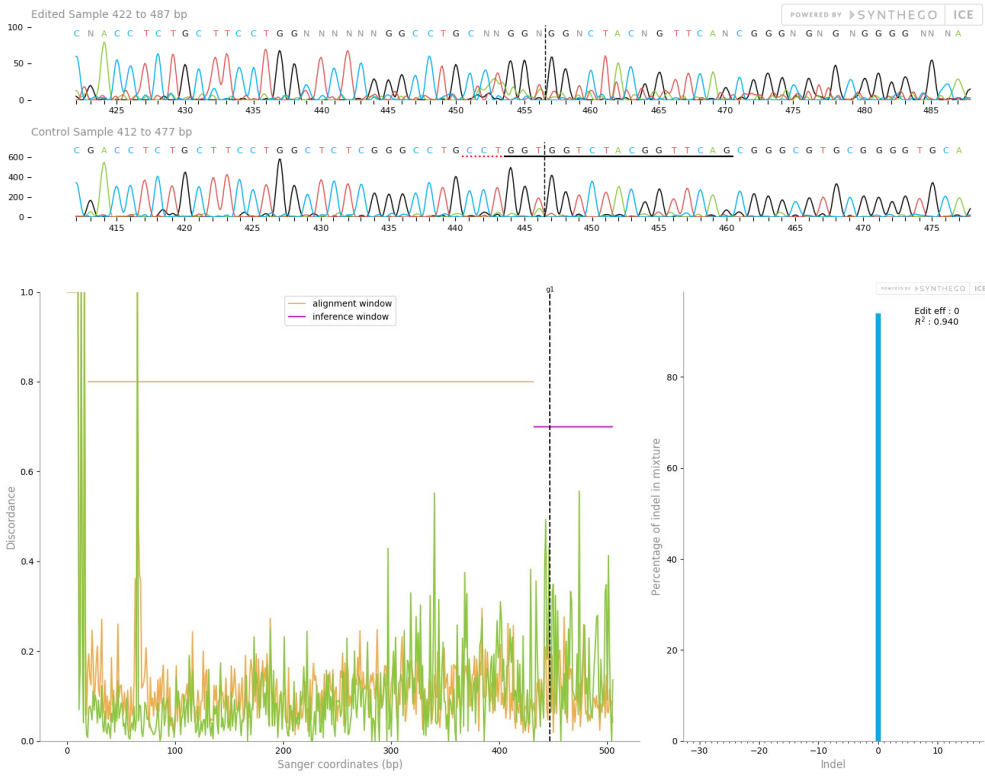 Edited Sample 422 to 487 bp
POWERED BY SYNTHEGO ICE
C N A C C T C T G C T T C C T G G N N N N N N G G C C T G C N N G G N G G N C T A C N G T T C A N C G G G N G N G N G G G G N N N A
100
50
0
425 430 435 440 445 450 455 460 465 470 475 480 485
Control Sample 412 to 477 bp
C G A C C T C T G C T T C C T G G C T C T C G G G C C T G C C T G G T G G T C T A C G G T T C A G C G G G C G T G C G G G G T G C A
600
400
200
0
415 420 425 430 435 440 445 450 455 460 465 470 475
g1
alignment window
inference window
1.0
0.8
0.6
0.4
0.2
0.0
Discordance
0 100 200 300 400 500
Sanger coordinates (bp)
POWERED BY SYNTHEGO ICE
Edit eff : 0
R² : 0.940
80
60
40
20
0
Percentage of indel in mixture
−30 −20 −10 0 10
Indel